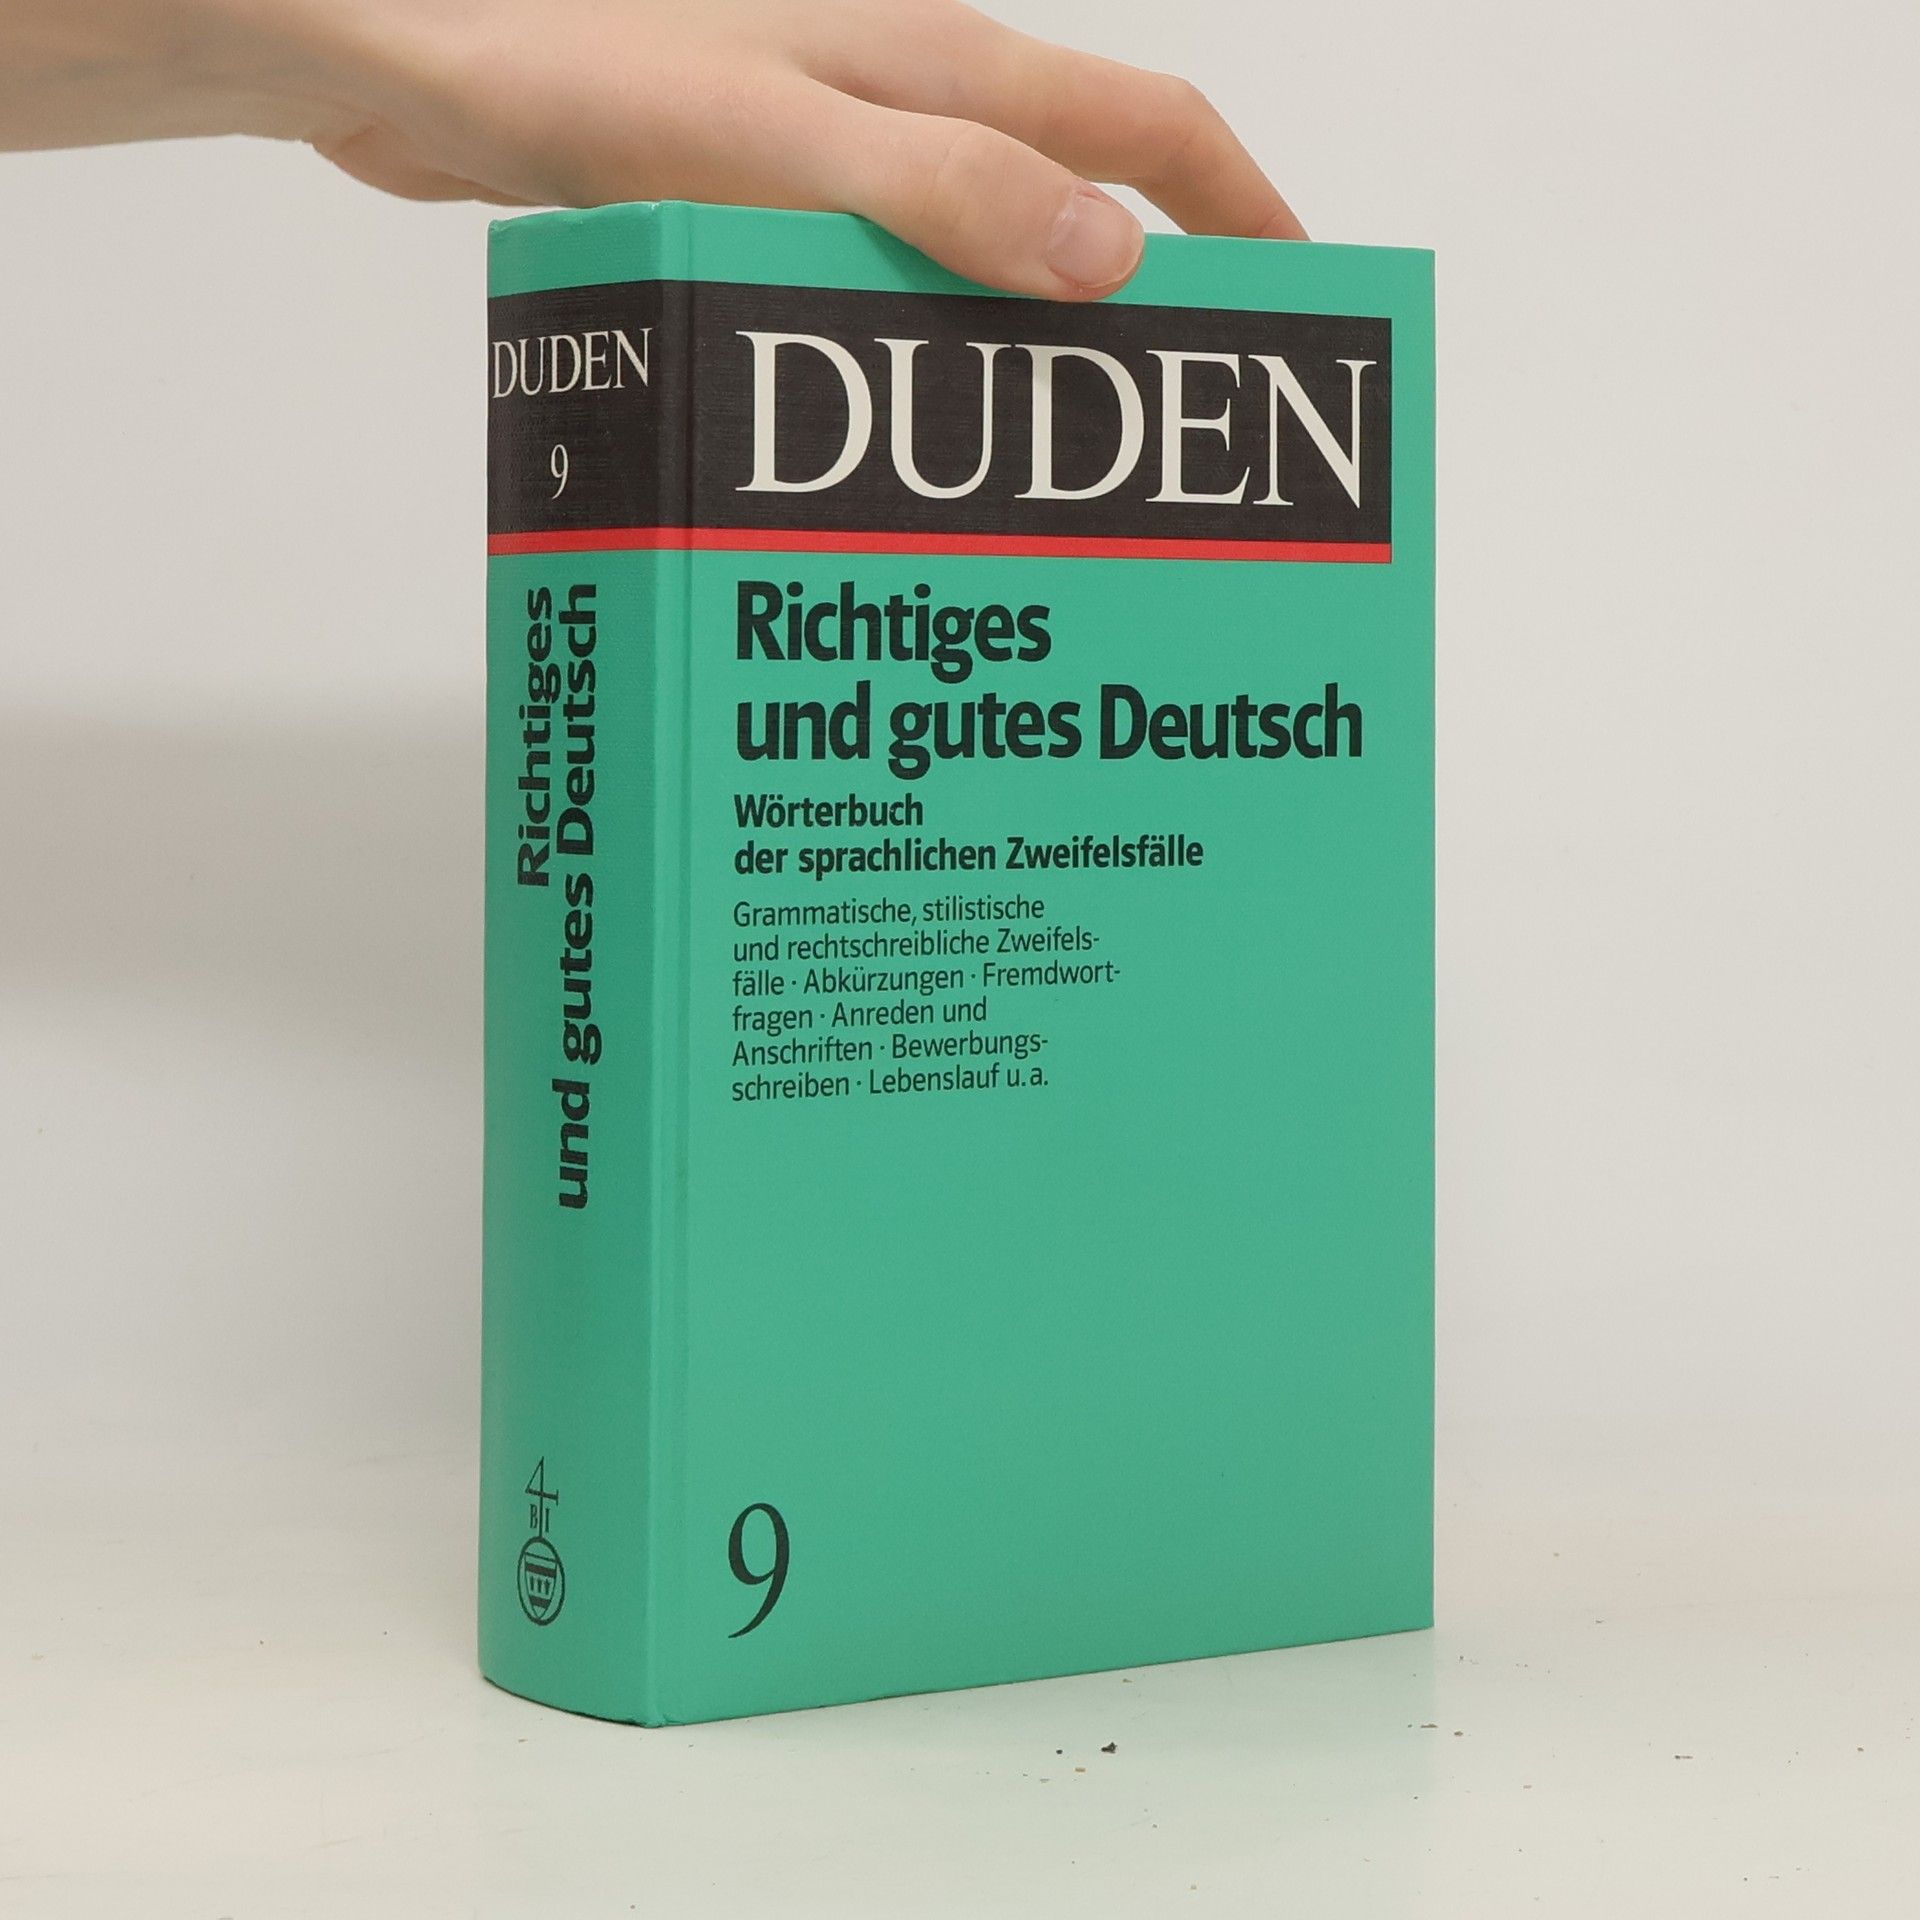 DUDEN
9
Richtiges
und gutes Deutsch
4
B I
DUDEN
Richtiges
und gutes Deutsch
Wörterbuch
der sprachlichen Zweifelsfälle
Grammatische, stilistische
und rechtschreibliche Zweifels-
fälle · Abkürzungen · Fremdwort-
fragen · Anreden und
Anschriften · Bewerbungs-
schreiben · Lebenslauf u. a.
9